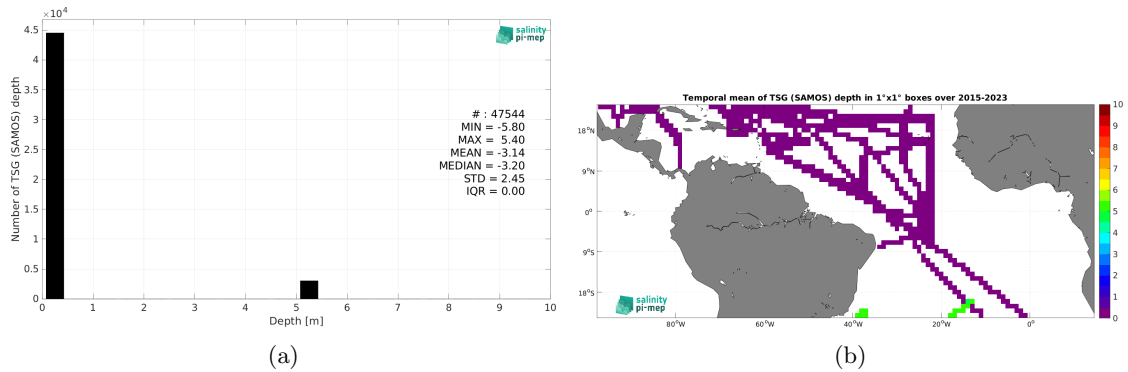 ×10⁴
4.5
4
3.5
3
2.5
2
1.5
1
0.5
0
Number of TSG (SAMOS) depth
0 1 2 3 4 5 6 7 8 9 10
Depth [m]
salinity
pi-mep
# : 47544
MIN = -5.80
MAX = 5.40
MEAN = -3.14
MEDIAN = -3.20
STD = 2.45
IQR = 0.00
(a)
Temporal mean of TSG (SAMOS) depth in 1°x1° boxes over 2015-2023
18°N
9°N
0°
9°S
18°S
80°W 60°W 40°W 20°W 0°
salinity
pi-mep
10
9
8
7
6
5
4
3
2
1
0
(b)